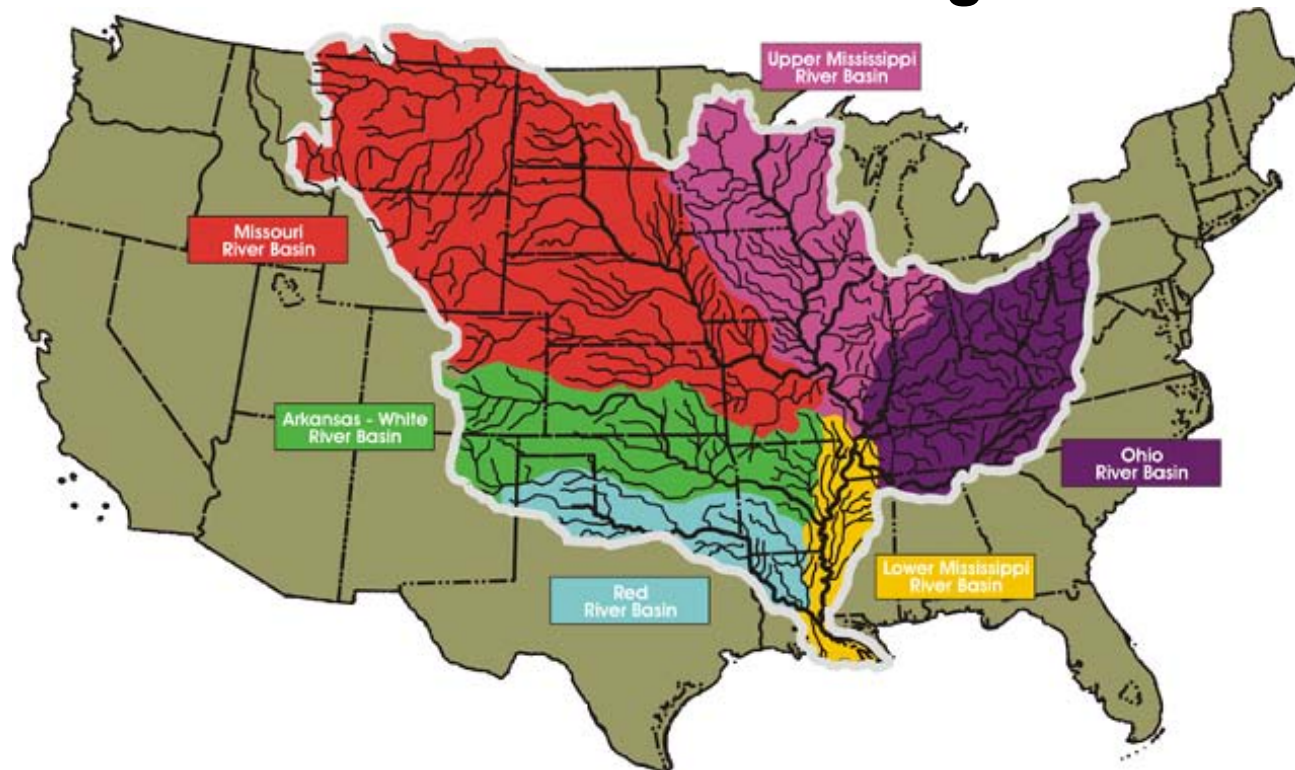 Upper Mississippi
River Basin
Missouri
River Basin
Arkansas - White
River Basin
Ohio
River Basin
Lower Mississippi
River Basin
Red
River Basin